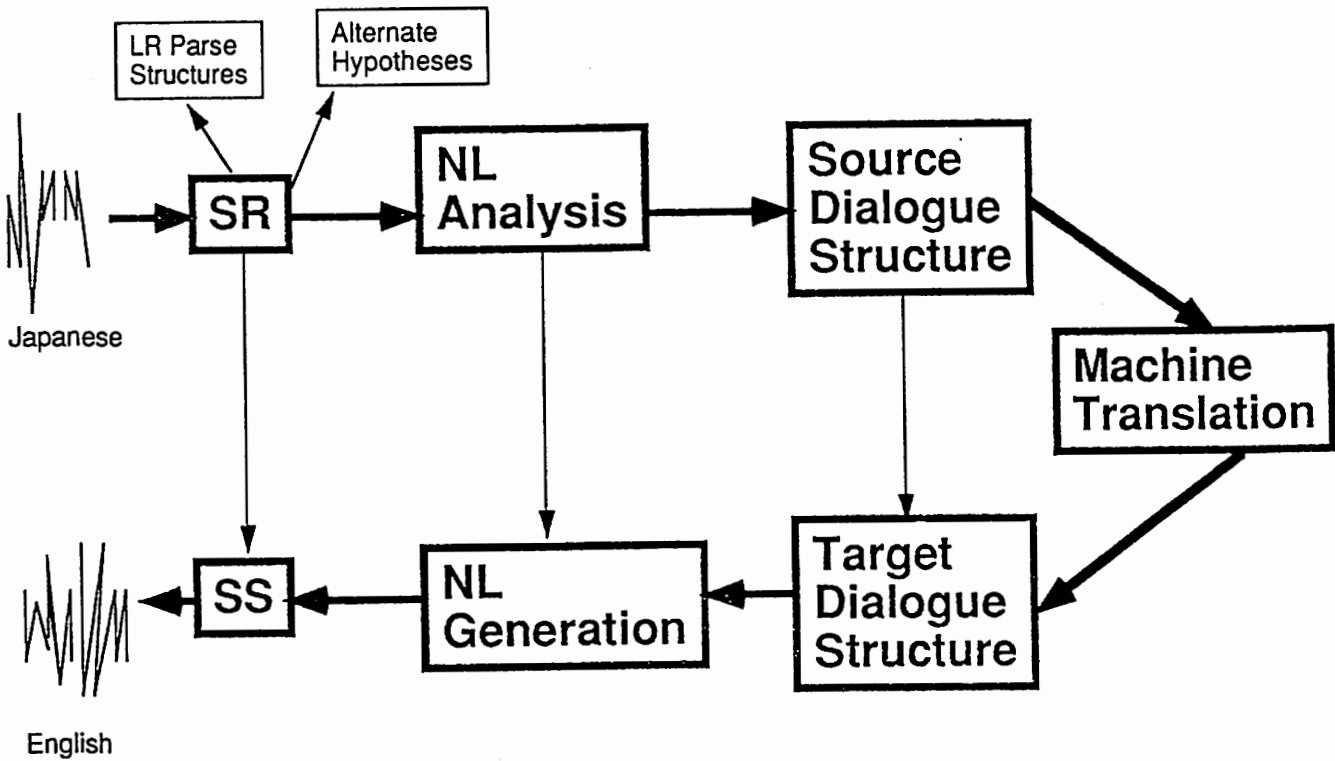 LR Parse
Structures
Alternate
Hypotheses
Japanese
SR
NL
Analysis
Source
Dialogue
Structure
Machine
Translation
Target
Dialogue
Structure
NL
Generation
SS
English